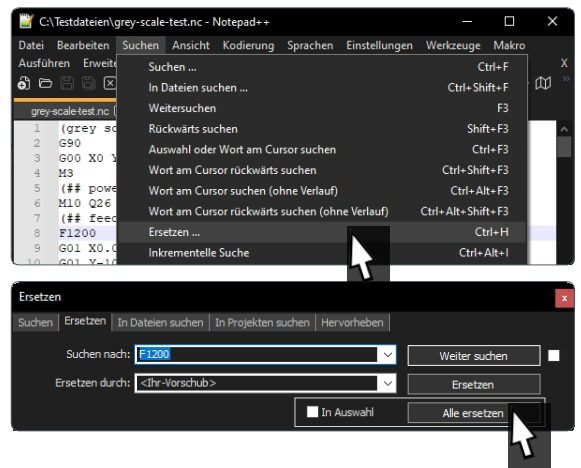 C:\Testdateien\grey-scale-test.nc - Notepad++
Datei Bearbeiten Suchen Ansicht Kodierung Sprachen Einstellungen Werkzeuge Makro
Ausführen X
grey-scale-test.nc
Suchen ... Ctrl+F
In Dateien suchen ... Ctrl+Shift+F
Weitersuchen F3
Rückwärts suchen Shift+F3
Auswahl oder Wort am Cursor suchen Ctrl+F3
Wort am Cursor rückwärts suchen Ctrl+Shift+F3
Wort am Cursor suchen (ohne Verlauf) Ctrl+Alt+F3
Wort am Cursor rückwärts suchen (ohne Verlauf) Ctrl+Alt+Shift+F3
Ersetzen ... Ctrl+H
Inkrementelle Suche Ctrl+Alt+I
1 (grey
2 G90
3 G00 X0
4 M3
5 (##
6 M10 Q26
7 (##
8 F1200
9 G01 X0.0
10 G01
Ersetzen x
Suchen Ersetzen In Dateien suchen In Projekten suchen Hervorheben
Suchen nach: F1200 Weiter suchen
Ersetzen durch: <Ihr-Vorschub> Ersetzen
In Auswahl Alle ersetzen